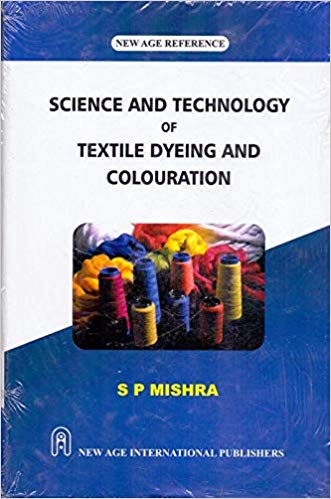 NEW AGE REFERENCE
SCIENCE AND TECHNOLOGY
OF
TEXTILE DYEING AND
COLOURATION
S P MISHRA
NEW AGE INTERNATIONAL PUBLISHERS